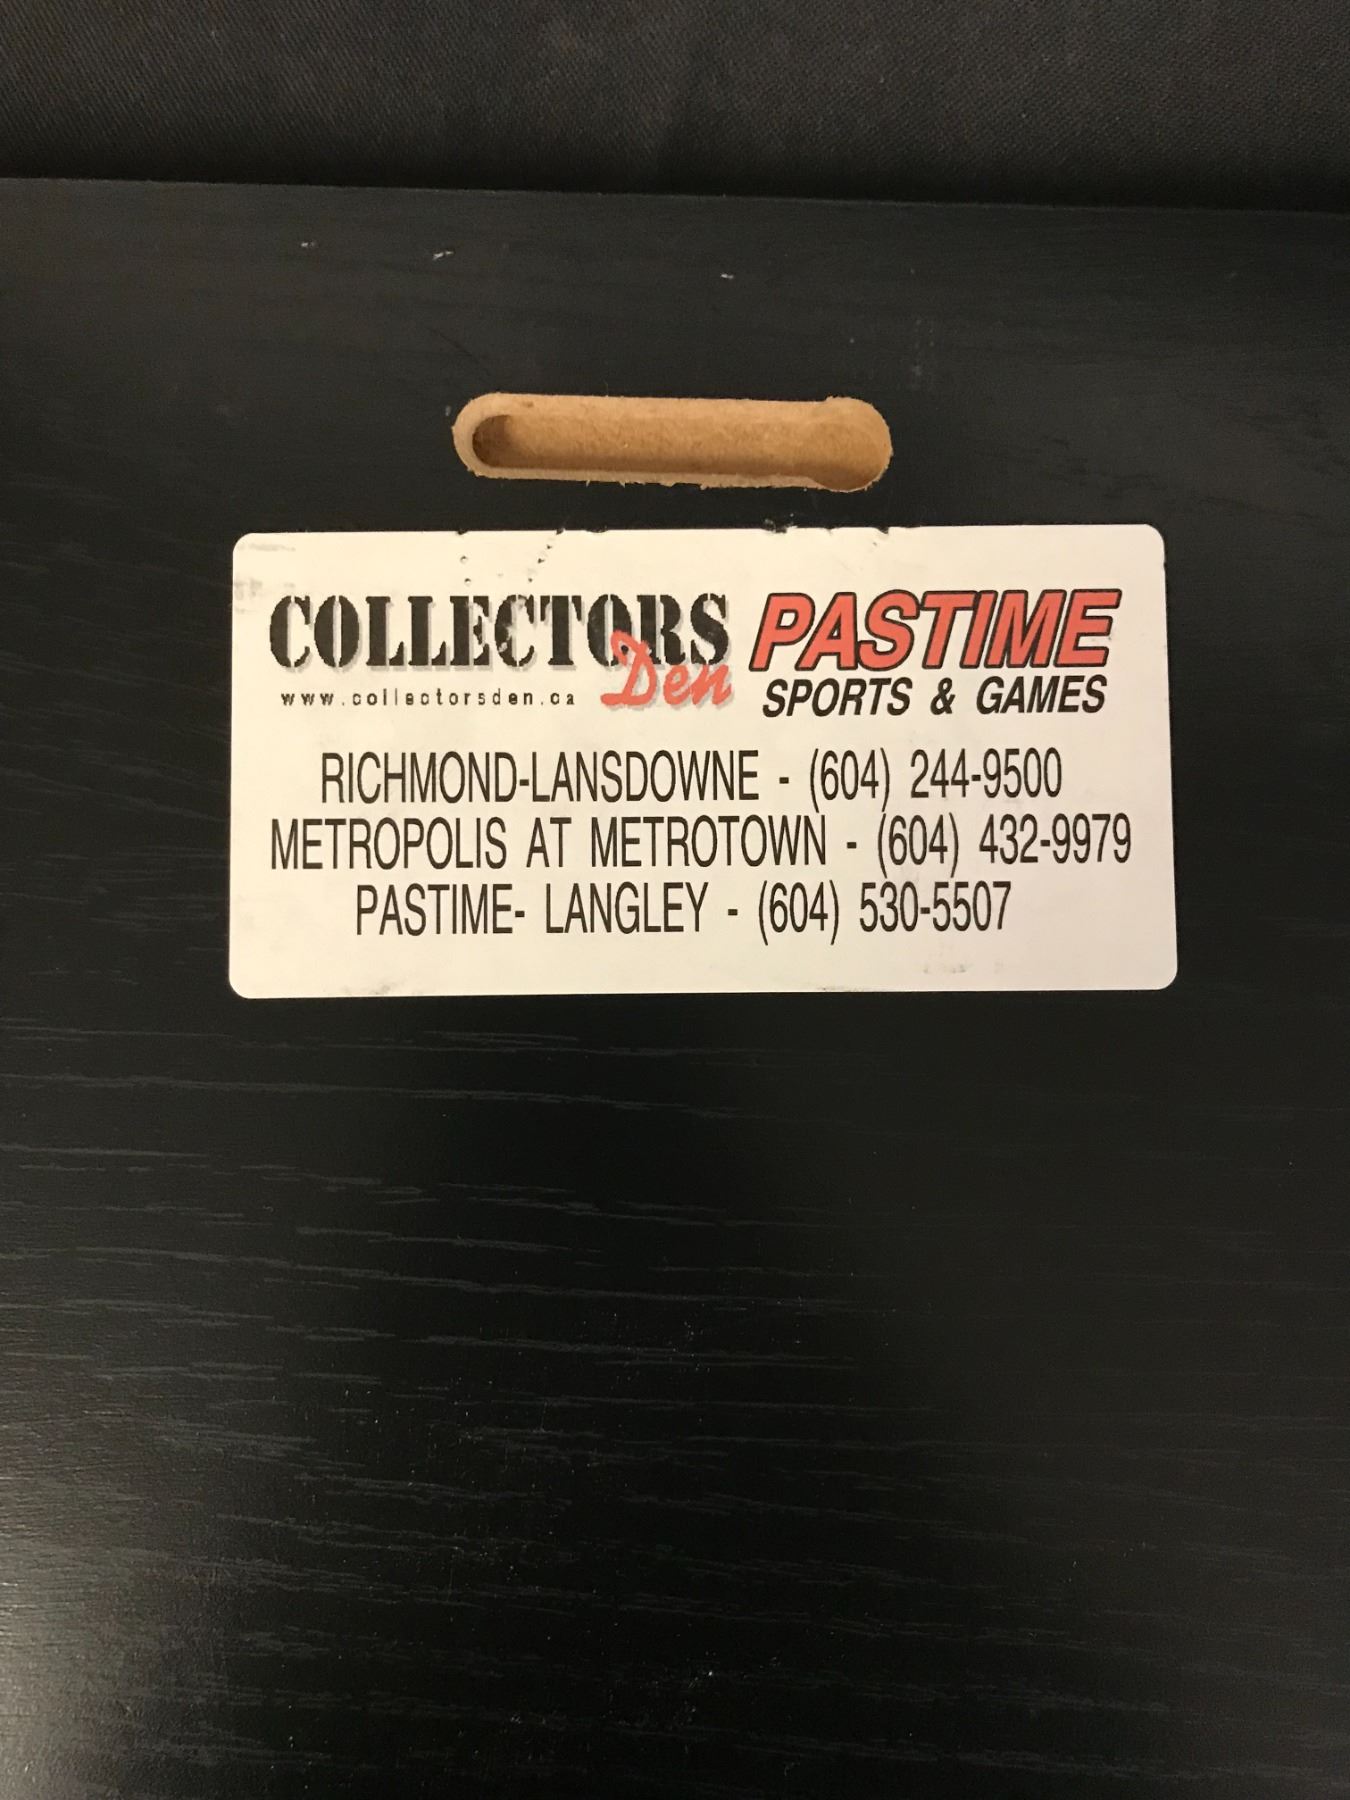 COLLECTORS Den
www.collectorsden.ca
PASTIME
SPORTS & GAMES
RICHMOND-LANSDOWNE - (604) 244-9500
METROPOLIS AT METROTOWN - (604) 432-9979
PASTIME- LANGLEY - (604) 530-5507